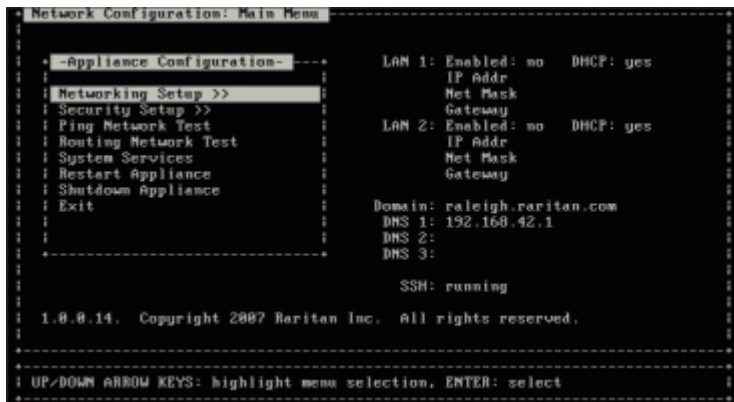 Network Configuration: Main Menu
-Appliance Configuration-
Networking Setup >>
Security Setup >>
Ping Network Test
Routing Network Test
System Services
Restart Appliance
Shutdown Appliance
Exit
LAN 1: Enabled: no DHCP: yes
IP Addr
Net Mask
Gateway
LAN 2: Enabled: no DHCP: yes
IP Addr
Net Mask
Gateway
Domain: raleigh.raritan.com
DNS 1: 192.168.42.1
DNS 2:
DNS 3:
SSH: running
1.0.0.14. Copyright 2007 Raritan Inc. All rights reserved.
UP/DOWN ARROW KEYS: highlight menu selection, ENTER: select